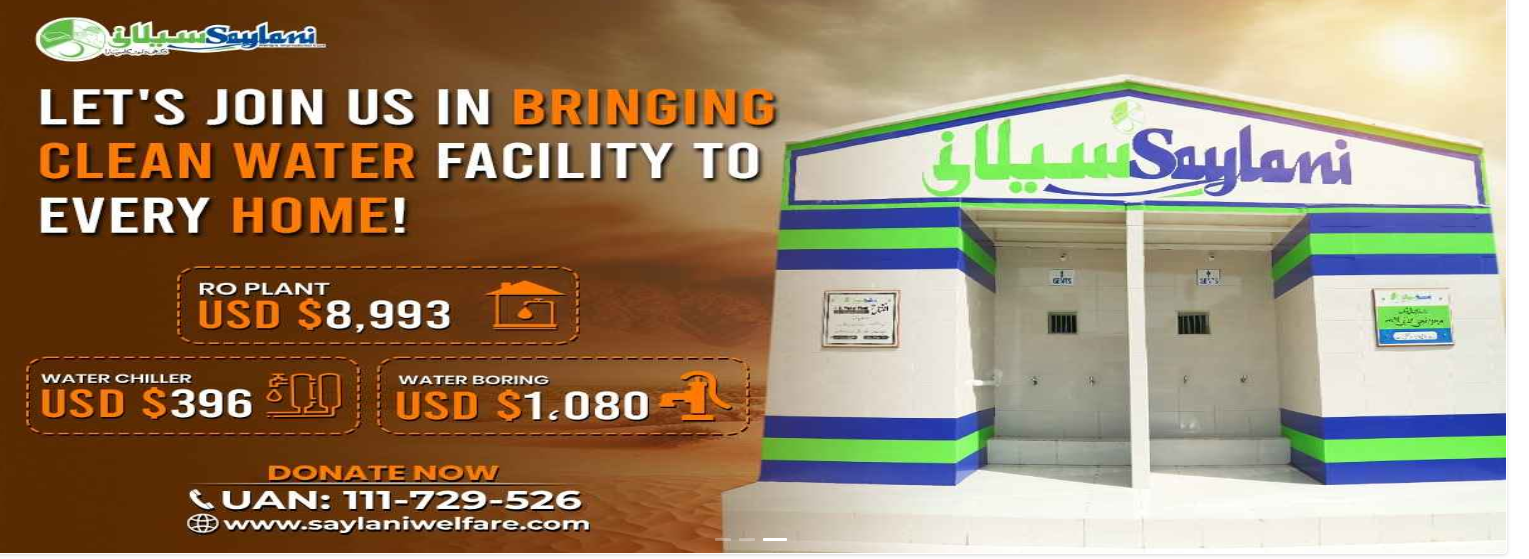 سیلانی Saylani
LET'S JOIN US IN BRINGING
CLEAN WATER FACILITY TO
EVERY HOME!
RO PLANT
USD $8,993
WATER CHILLER
USD $396
WATER BORING
USD $1،080
DONATE NOW
UAN: 111-729-526
www.saylaniwelfare.com
سیلانی Saylani
GENTS
GENTS